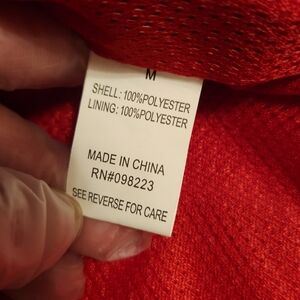 M
SHELL: 100%POLYESTER
LINING: 100%POLYESTER
MADE IN CHINA
RN#098223
SEE REVERSE FOR CARE